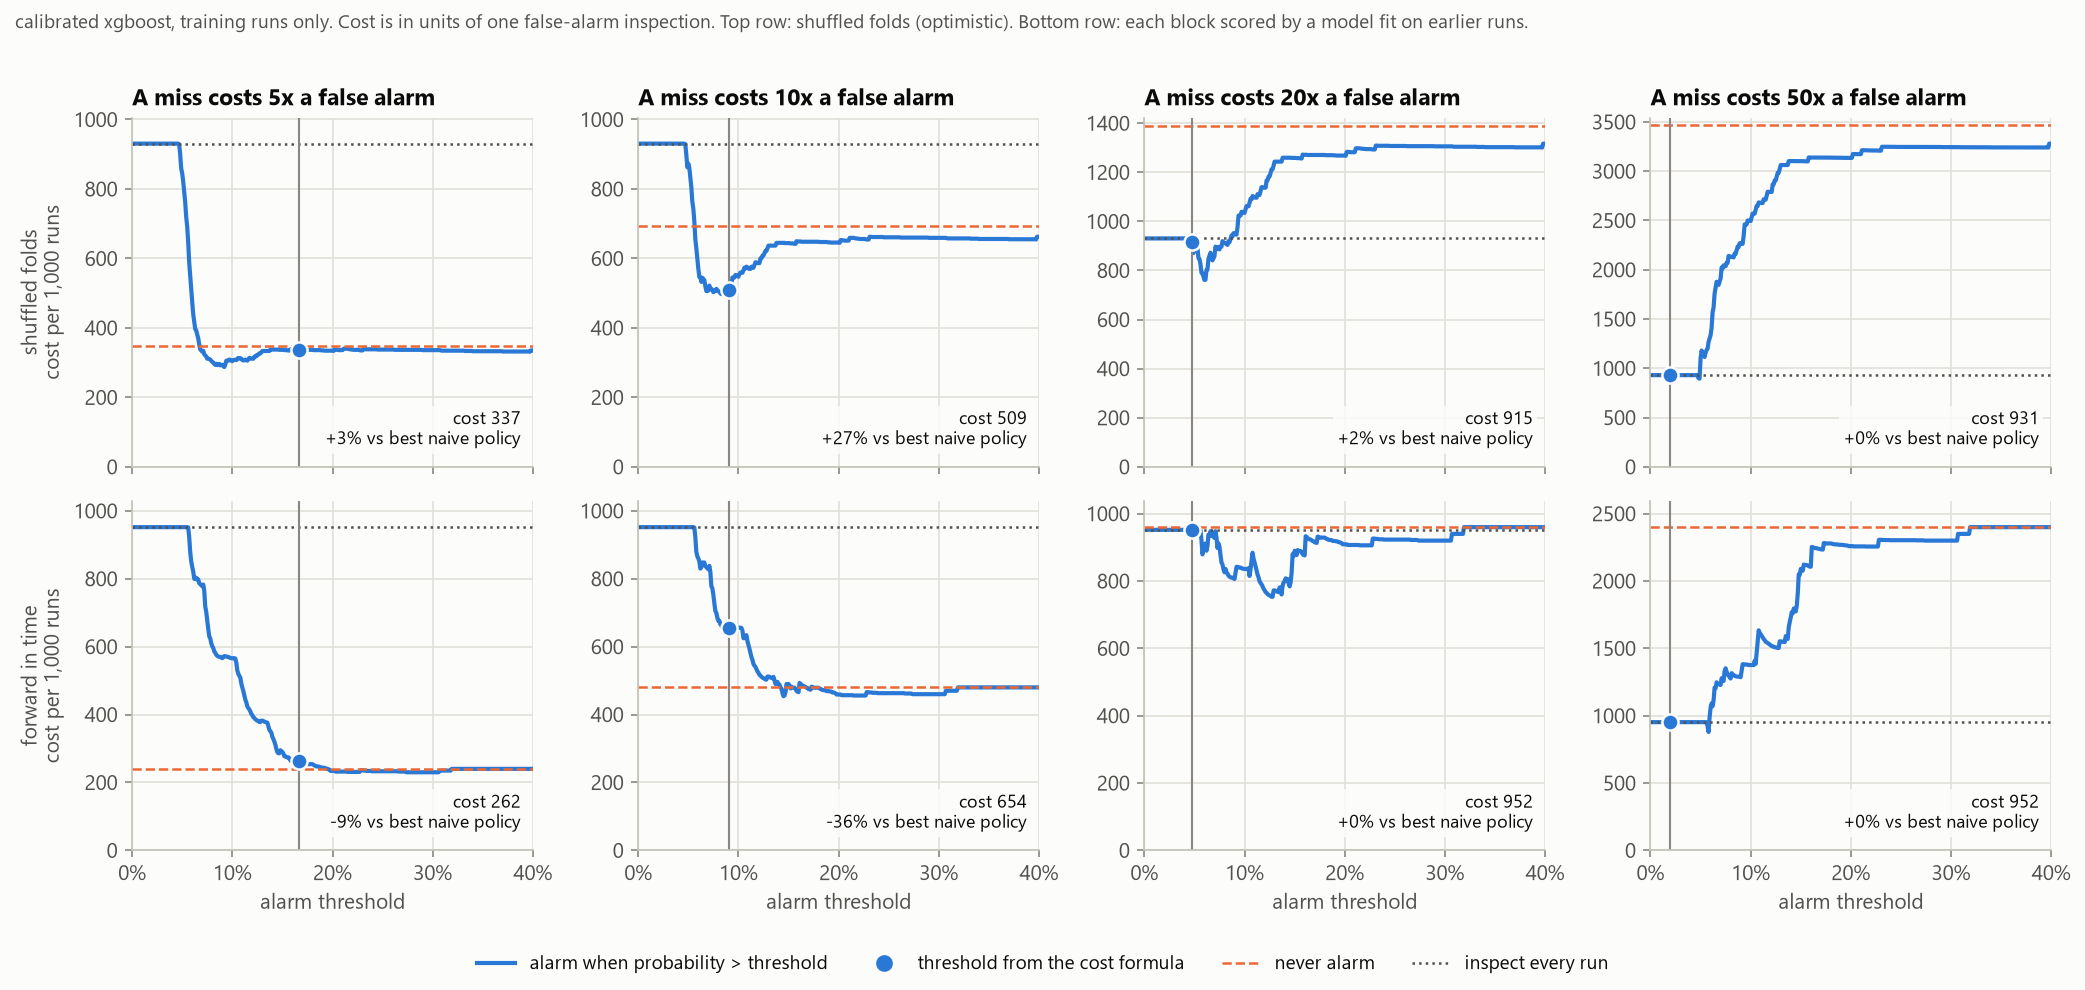 calibrated xgboost, training runs only. Cost is in units of one false-alarm inspection. Top row: shuffled folds (optimistic). Bottom row: each block scored by a model fit on earlier runs.
A miss costs 5x a false alarm
A miss costs 10x a false alarm
A miss costs 20x a false alarm
A miss costs 50x a false alarm
shuffled folds
cost per 1,000 runs
1000
800
600
400
200
0
cost 337
+3% vs best naive policy
1000
800
600
400
200
0
cost 509
+27% vs best naive policy
1400
1200
1000
800
600
400
200
0
cost 915
+2% vs best naive policy
3500
3000
2500
2000
1500
1000
500
0
cost 931
+0% vs best naive policy
forward in time
cost per 1,000 runs
1000
800
600
400
200
0
cost 262
-9% vs best naive policy
0% 10% 20% 30% 40%
alarm threshold
1000
800
600
400
200
0
cost 654
-36% vs best naive policy
0% 10% 20% 30% 40%
alarm threshold
1000
800
600
400
200
0
cost 952
+0% vs best naive policy
0% 10% 20% 30% 40%
alarm threshold
2500
2000
1500
1000
500
0
cost 952
+0% vs best naive policy
0% 10% 20% 30% 40%
alarm threshold
alarm when probability > threshold
threshold from the cost formula
never alarm
inspect every run